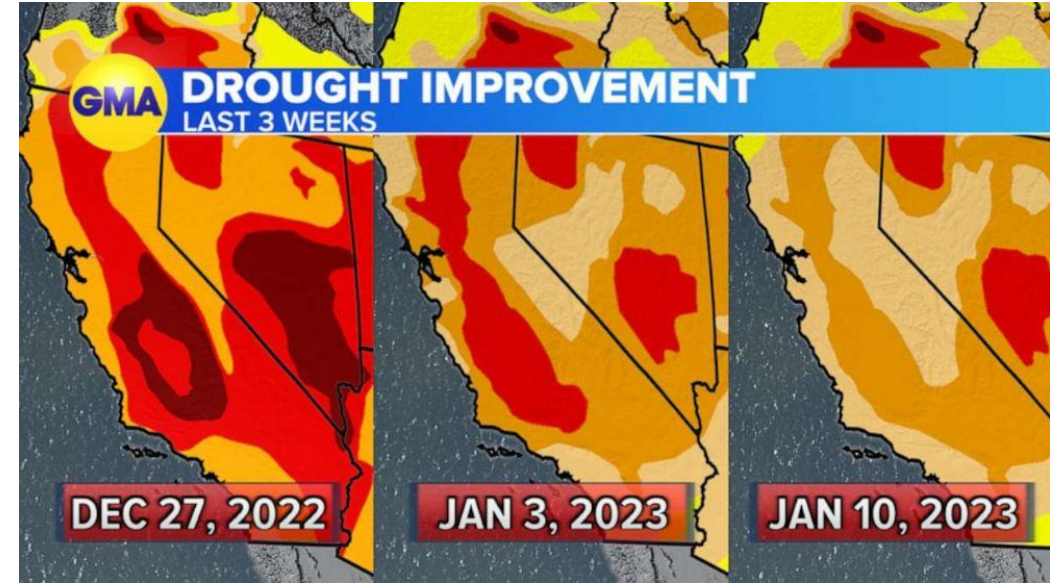 GMA
DROUGHT IMPROVEMENT
LAST 3 WEEKS
DEC 27, 2022
JAN 3, 2023
JAN 10, 2023